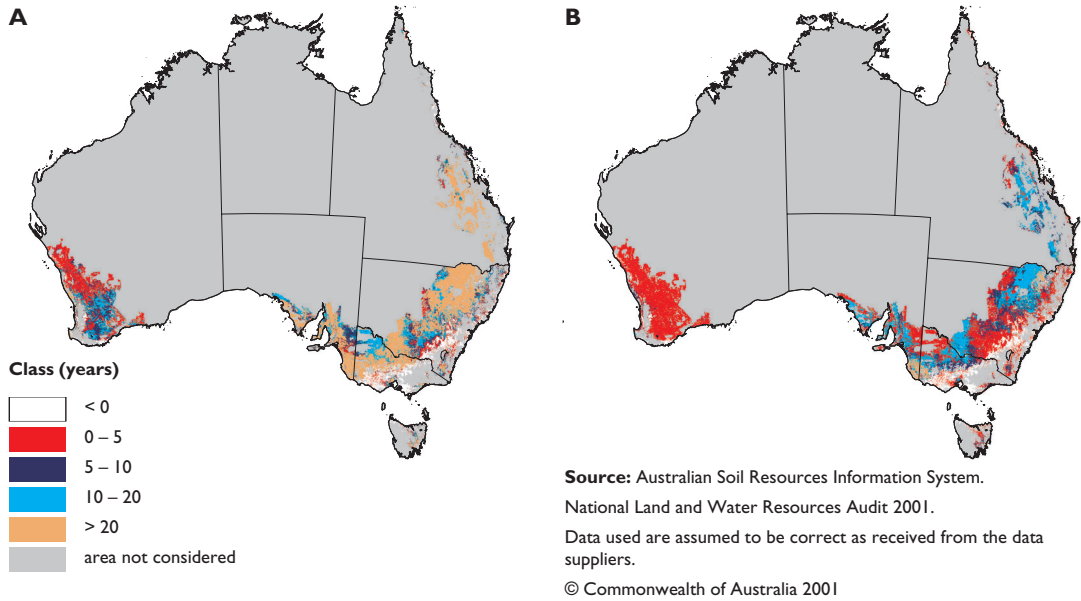 A
B
Class (years)
< 0
0 – 5
5 – 10
10 – 20
> 20
area not considered
Source: Australian Soil Resources Information System.
National Land and Water Resources Audit 2001.
Data used are assumed to be correct as received from the data
suppliers.
© Commonwealth of Australia 2001